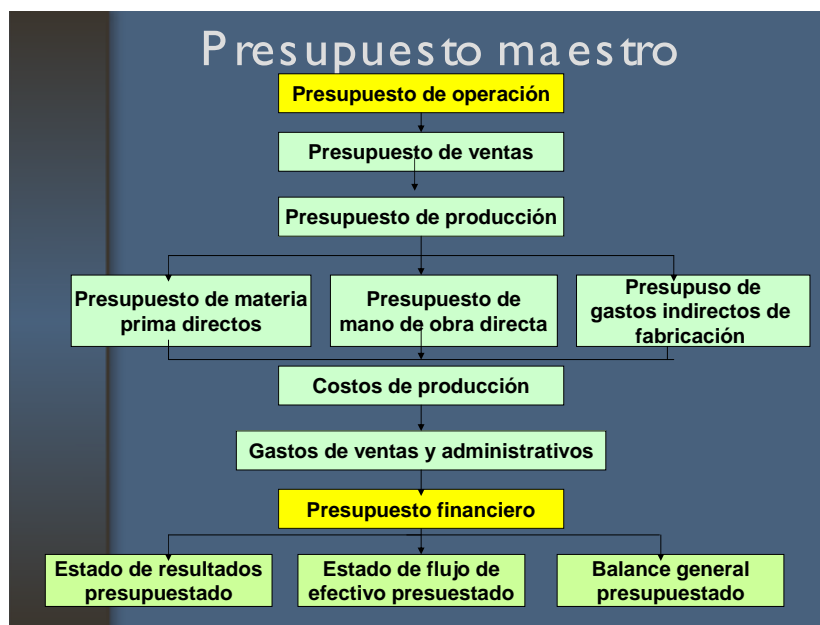 Presupuesto maestro
Presupuesto de operación
Presupuesto de ventas
Presupuesto de producción
Presupuesto de materia
prima directos
Presupuesto de
mano de obra directa
Presupuso de
gastos indirectos de
fabricación
Costos de producción
Gastos de ventas y administrativos
Presupuesto financiero
Estado de resultados
presupuestado
Estado de flujo de
efectivo presuestado
Balance general
presupuestado